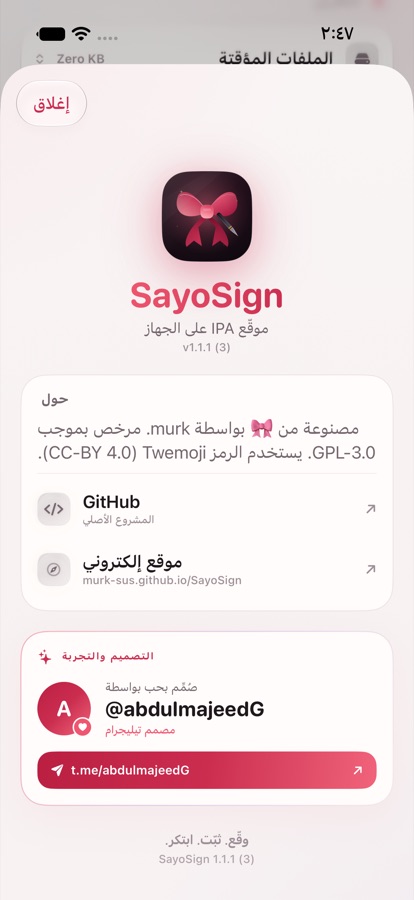 ٢:٤٧
الملفات المؤقتة
Zero KB
إغلاق
SayoSign
موقّع IPA على الجهاز
v1.1.1 (3)
حول
مصنوعة من 🎀 بواسطة murk. مرخص بموجب
GPL-3.0. يستخدم الرمز Twemoji (CC-BY 4.0).
GitHub
المشروع الأصلي
موقع إلكتروني
murk-sus.github.io/SayoSign
التصميم والتجربة
صُمّم بحب بواسطة
A
@abdulmajeedG
مصمم تيليجرام
t.me/abdulmajeedG
وقّع. ثبّت. ابتكر.
SayoSign 1.1.1 (3)